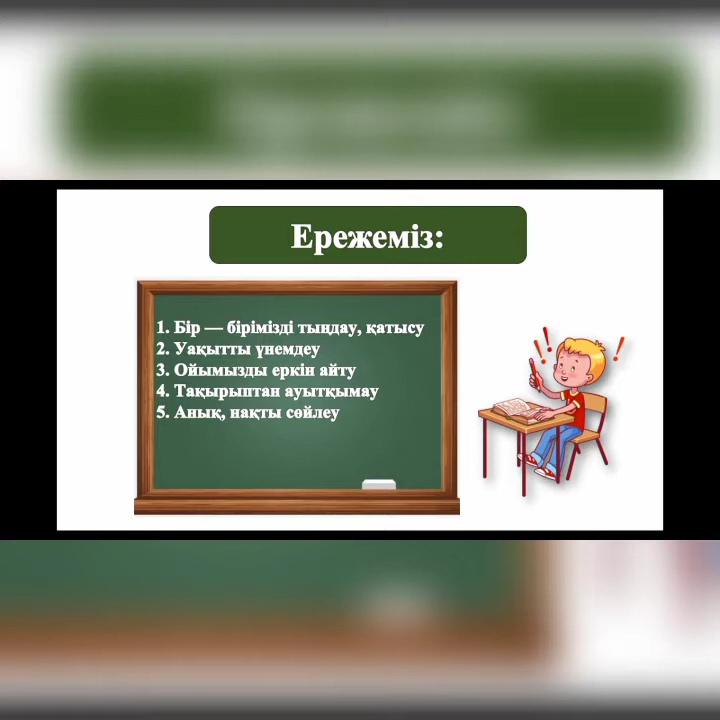 Ережеміз:
1. Бір — бірімізді тыңдау, қатысу
2. Уақытты үнемдеу
3. Ойымызды еркін айту
4. Тақырыптан ауытқымау
5. Анық, нақты сөйлеу